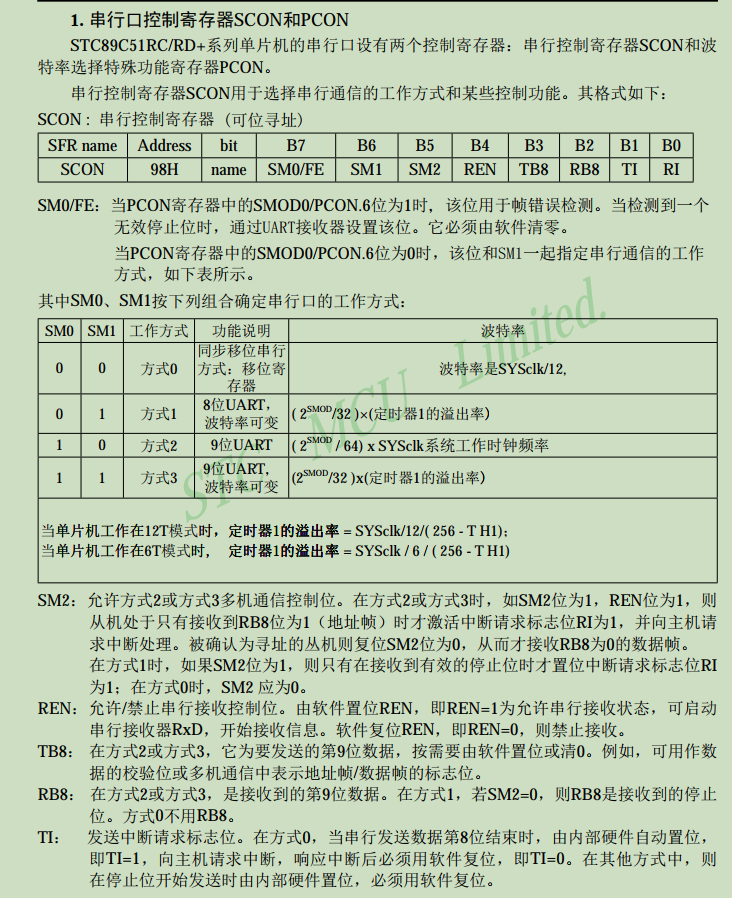 1. 串行口控制寄存器SCON和PCON
STC89C51RC/RD+系列单片机的串行口设有两个控制寄存器：串行控制寄存器SCON和波
特率选择特殊功能寄存器PCON。
串行控制寄存器SCON用于选择串行通信的工作方式和某些控制功能。其格式如下：
SCON : 串行控制寄存器 (可位寻址)
SFR name Address bit B7 B6 B5 B4 B3 B2 B1 B0
SCON 98H name SM0/FE SM1 SM2 REN TB8 RB8 TI RI
SM0/FE：当PCON寄存器中的SMOD0/PCON.6位为1时，该位用于帧错误检测。当检测到一个
无效停止位时，通过UART接收器设置该位。它必须由软件清零。
当PCON寄存器中的SMOD0/PCON.6位为0时，该位和SM1一起指定串行通信的工作
方式，如下表所示。
其中SM0、SM1按下列组合确定串行口的工作方式：
SM0 SM1 工作方式 功能说明 波特率
0 0 方式0 同步移位串行
方式：移位寄
存器 波特率是SYSclk/12,
0 1 方式1 8位UART，
波特率可变 ( 2^SMOD/32 )×(定时器1的溢出率)
1 0 方式2 9位UART ( 2^SMOD / 64) x SYSclk系统工作时钟频率
1 1 方式3 9位UART，
波特率可变 (2^SMOD/32 )x(定时器1的溢出率)
当单片机工作在12T模式时，定时器1的溢出率 = SYSclk/12/( 256 - T H1);
当单片机工作在6T模式时， 定时器1的溢出率 = SYSclk / 6 / ( 256 - T H1)
SM2：允许方式2或方式3多机通信控制位。在方式2或方式3时，如SM2位为1，REN位为1，则
从机处于只有接收到RB8位为1（地址帧）时才激活中断请求标志位RI为1，并向主机请
求中断处理。被确认为寻址的从机则复位SM2位为0，从而才接收RB8为0的数据帧。
在方式1时，如果SM2位为1，则只有在接收到有效的停止位时才置位中断请求标志位RI
为1；在方式0时，SM2 应为0。
REN：允许/禁止串行接收控制位。由软件置位REN，即REN=1为允许串行接收状态，可启动
串行接收器RxD，开始接收信息。软件复位REN，即REN=0，则禁止接收。
TB8： 在方式2或方式3，它为要发送的第9位数据，按需要由软件置位或清0。例如，可用作数
据的校验位或多机通信中表示地址帧/数据帧的标志位。
RB8： 在方式2或方式3，是接收到的第9位数据。在方式1，若SM2=0，则RB8是接收到的停止
位。方式0不用RB8。
TI： 发送中断请求标志位。在方式0，当串行发送数据第8位结束时，由内部硬件自动置位，
即TI=1，向主机请求中断，响应中断后必须用软件复位，即TI=0。在其他方式中，则
在停止位开始发送时由内部硬件置位，必须用软件复位。
STC MCU Limited.